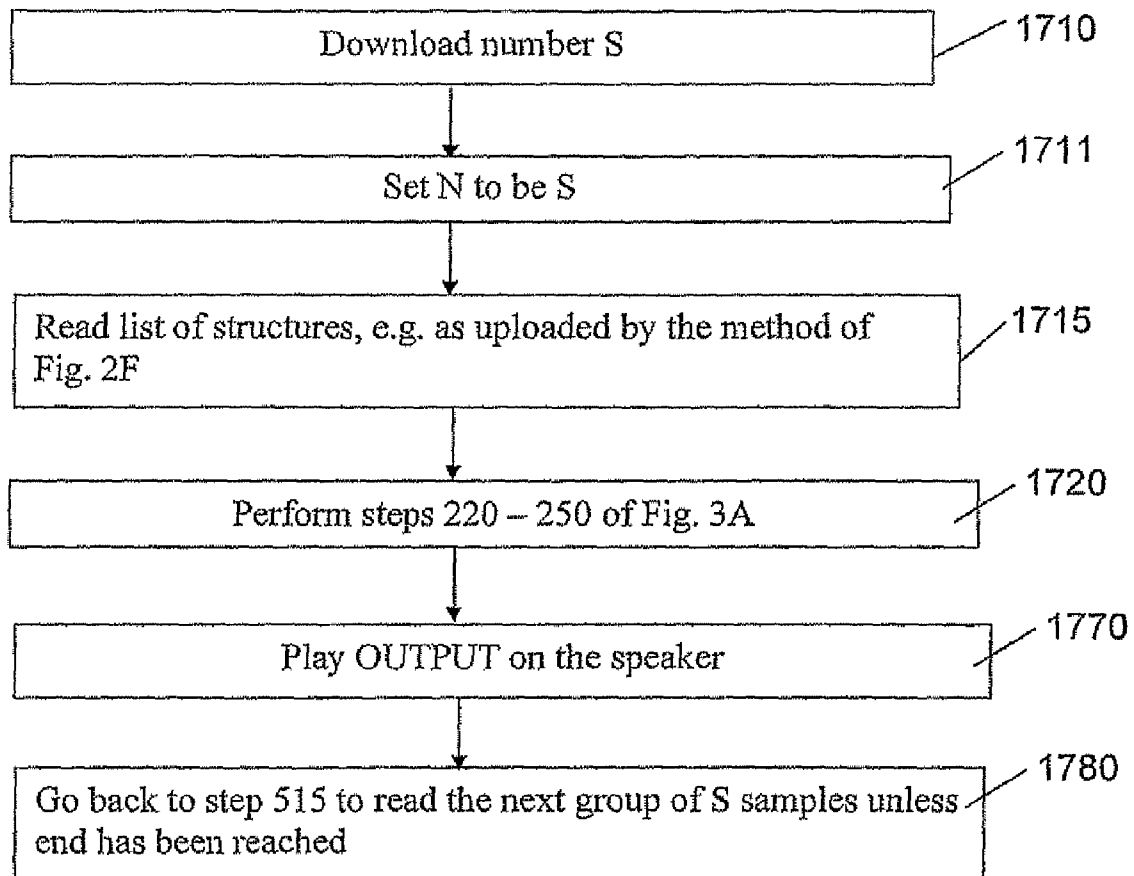 Download number S
1710
Set N to be S
1711
Read list of structures, e.g. as uploaded by the method of
Fig. 2F
1715
Perform steps 220 – 250 of Fig. 3A
1720
Play OUTPUT on the speaker
1770
Go back to step 515 to read the next group of S samples unless
end has been reached
1780